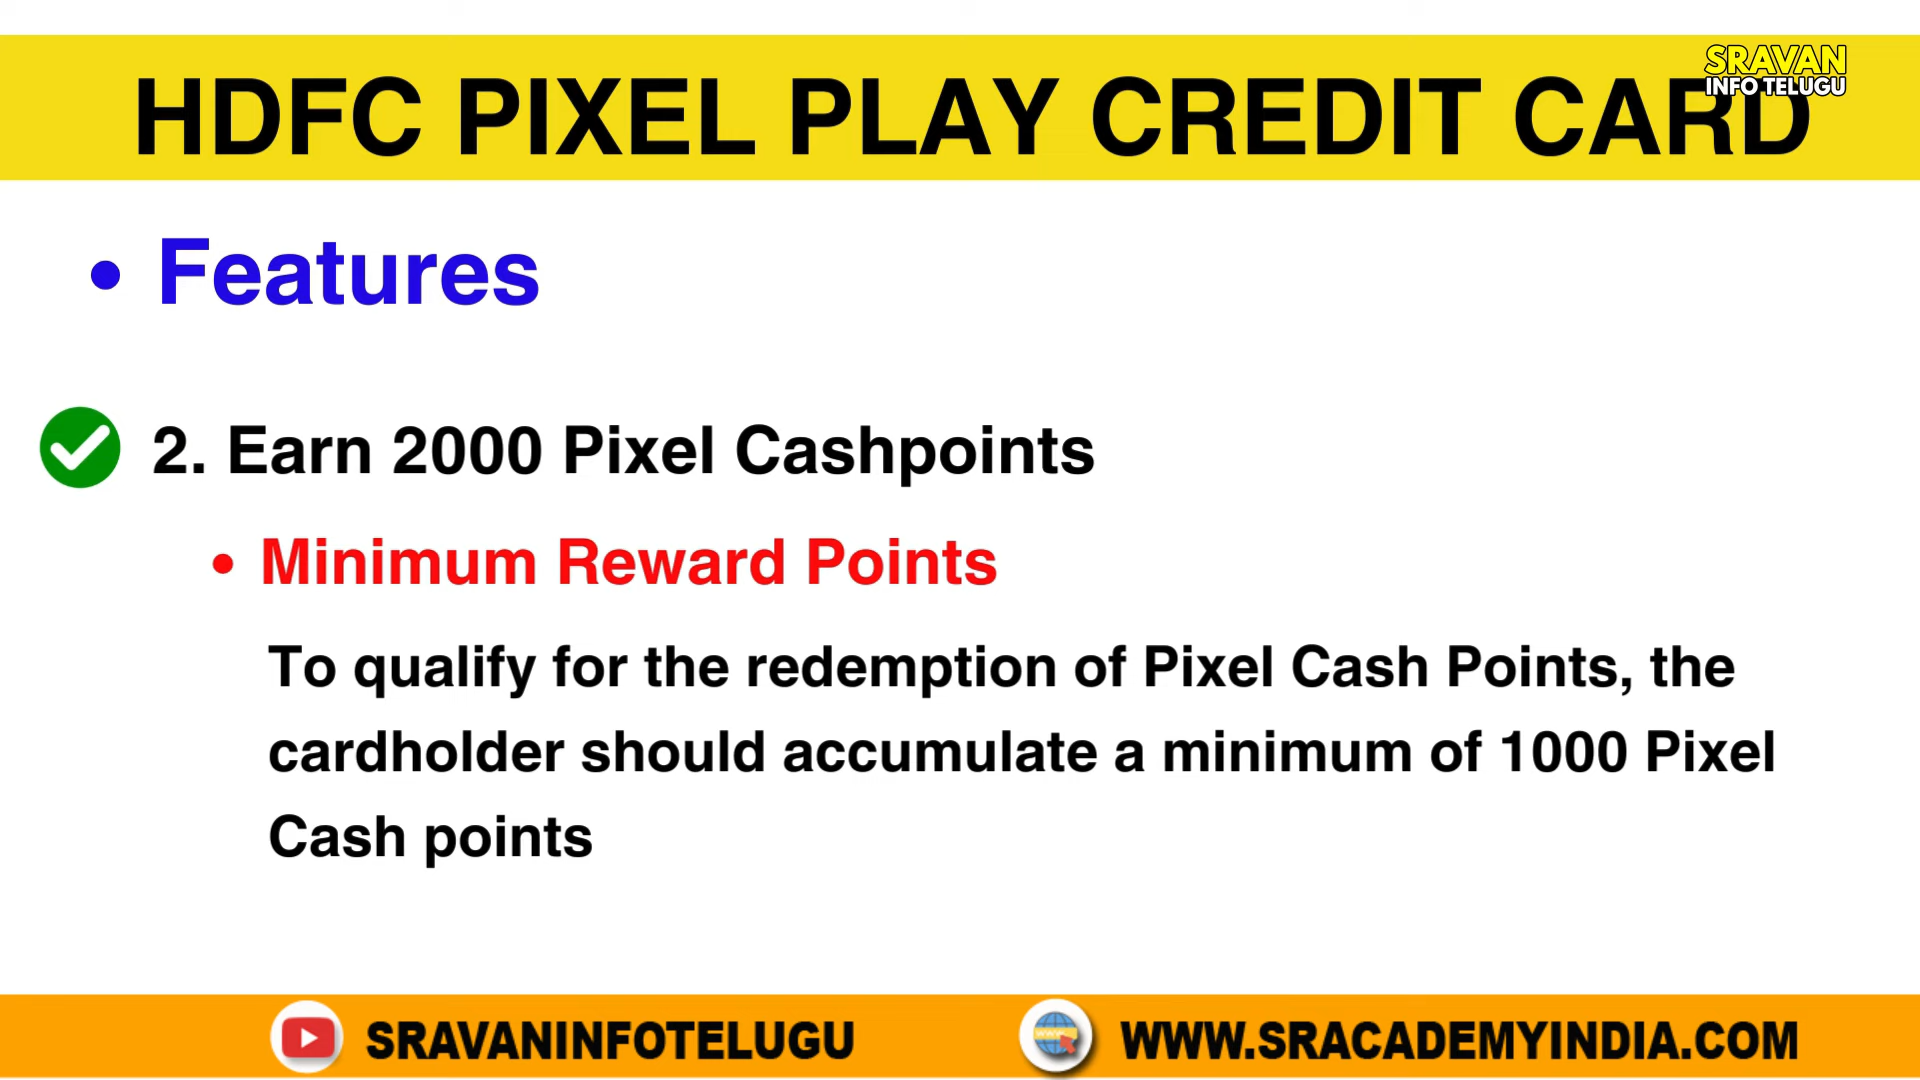 SRAVAN
INFO TELUGU
HDFC PIXEL PLAY CREDIT CARD
• Features
2. Earn 2000 Pixel Cashpoints
• Minimum Reward Points
To qualify for the redemption of Pixel Cash Points, the
cardholder should accumulate a minimum of 1000 Pixel
Cash points
SRAVANINFOTELUGU
WWW.SRACADEMYINDIA.COM